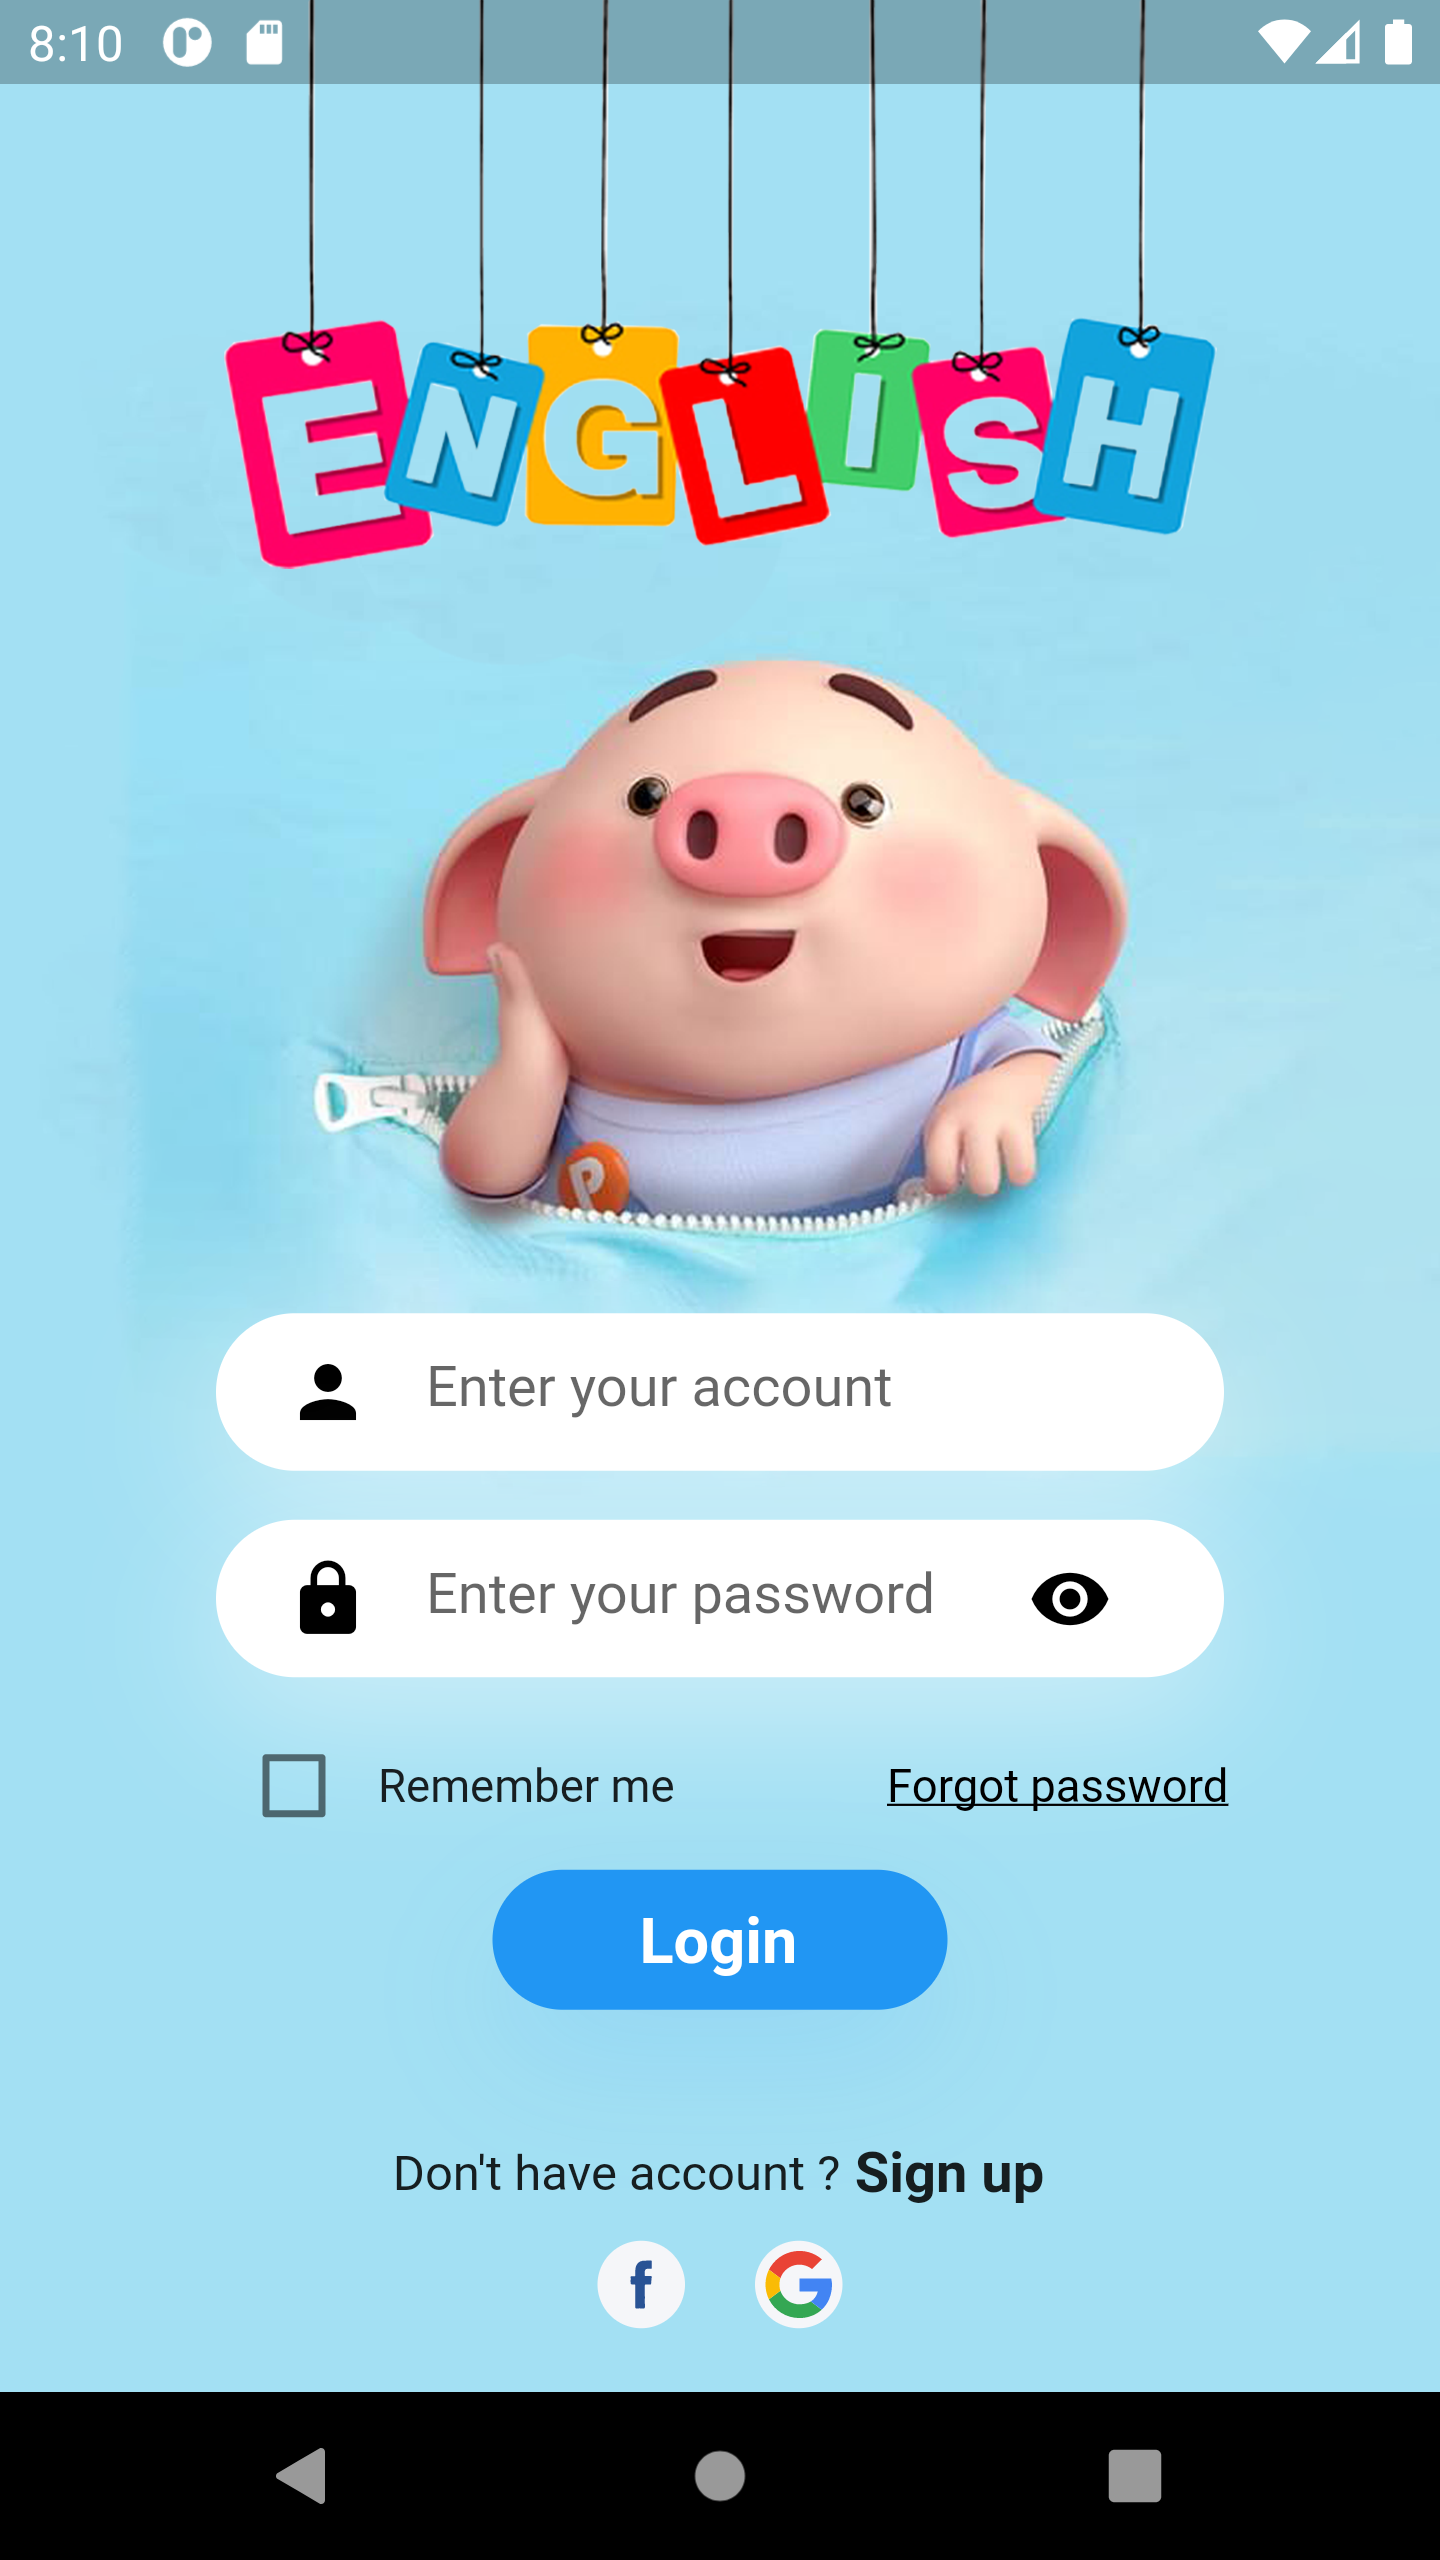 8:10
ENGLISH
P
Enter your account
Enter your password
Remember me
Forgot password
Login
Don't have account ? Sign up